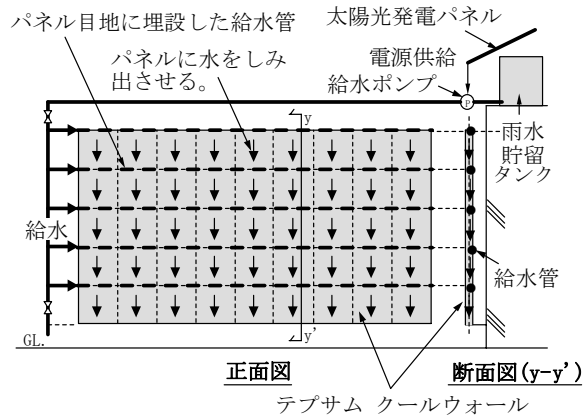 パネル目地に埋設した給水管
太陽光発電パネル
パネルに水をしみ
出させる。
電源供給
給水ポンプ
P
y
雨水
貯留
タンク
給水
給水管
y'
GL.
正面図
断面図(y-y')
テプサム クールウォール